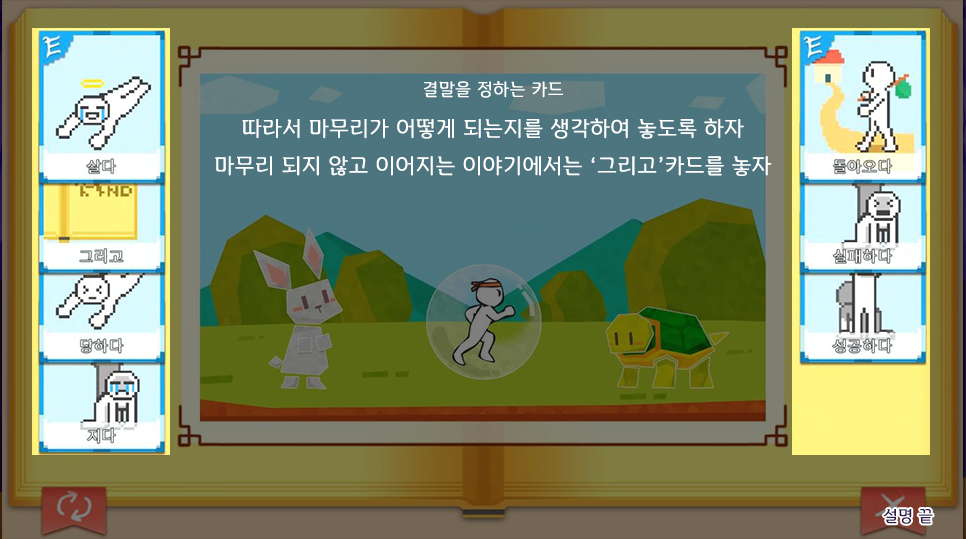 결말을 정하는 카드
따라서 마무리가 어떻게 되는지를 생각하여 놓도록 하자
마무리 되지 않고 이어지는 이야기에서는 ‘그리고’카드를 놓자
E
살다
그리고
당하다
지다
E
돌아오다
실패하다
성공하다
설명 끝